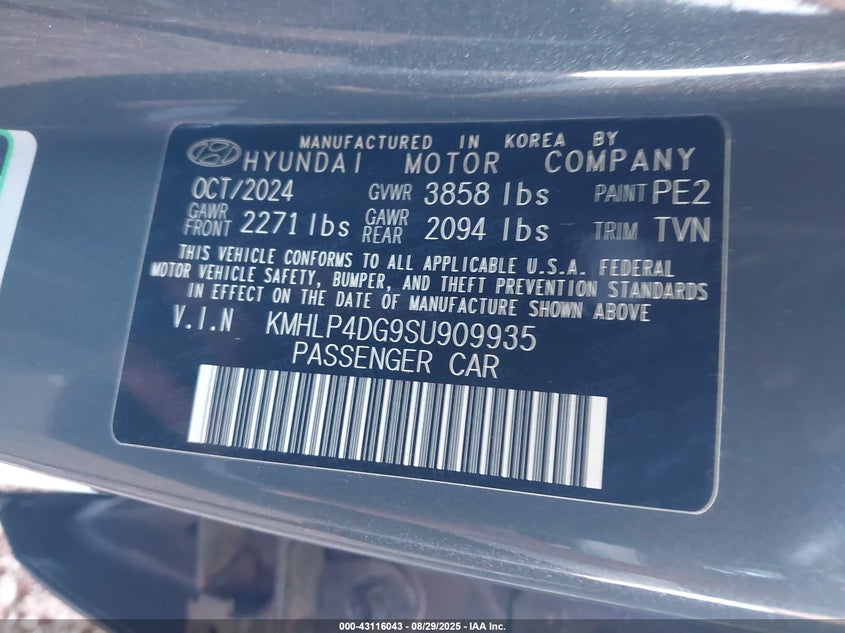 MANUFACTURED IN KOREA BY
HYUNDAI MOTOR COMPANY
OCT/2024 GVWR 3858 lbs PAINT PE2
GAWR FRONT 2271 lbs GAWR REAR 2094 lbs TRIM TVN
THIS VEHICLE CONFORMS TO ALL APPLICABLE U.S.A. FEDERAL
MOTOR VEHICLE SAFETY, BUMPER, AND THEFT PREVENTION STANDARDS
IN EFFECT ON THE DATE OF MANUFACTURE SHOWN ABOVE
V.I.N KMHLP4DG9SU909935
PASSENGER CAR
000-43116043 - 08/29/2025 - IAA Inc.